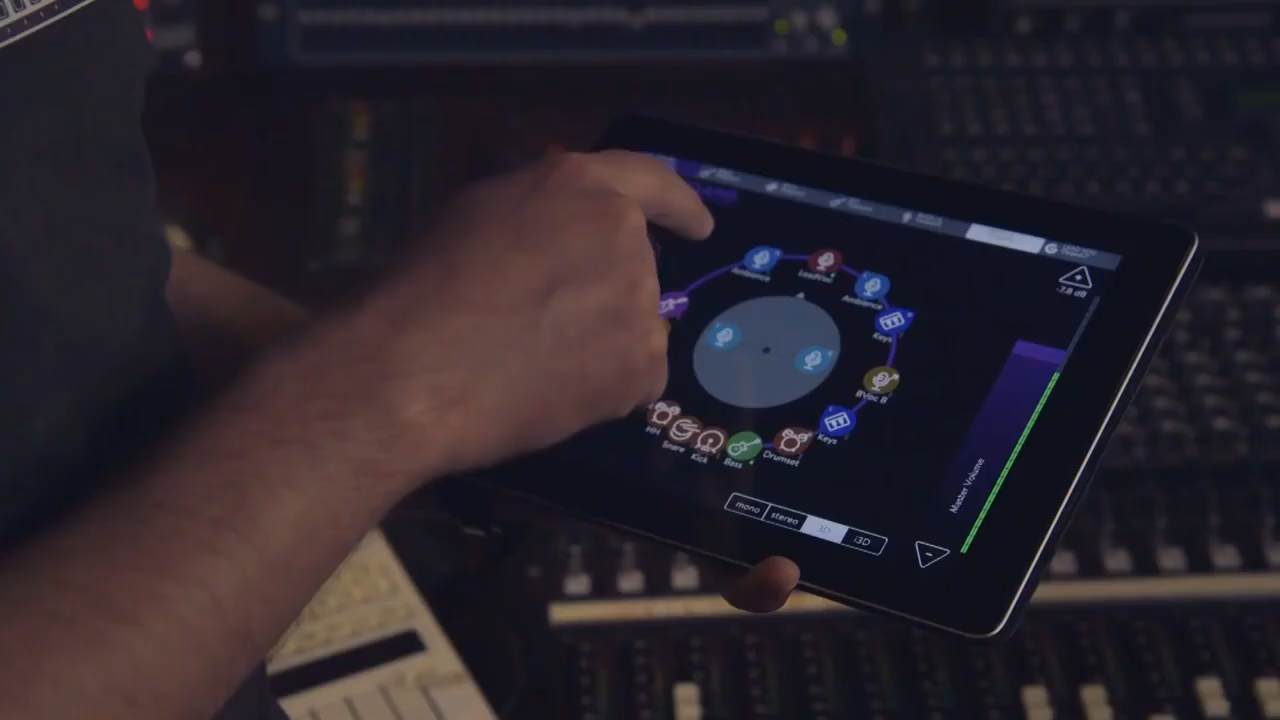 -7.8 dB
Ambience
LeadVoc
Ambience
Keys
BVoc B
Keys
HH
Snare
Kick
Bass
Drumset
Master Volume
mono
stereo
3D
i3D